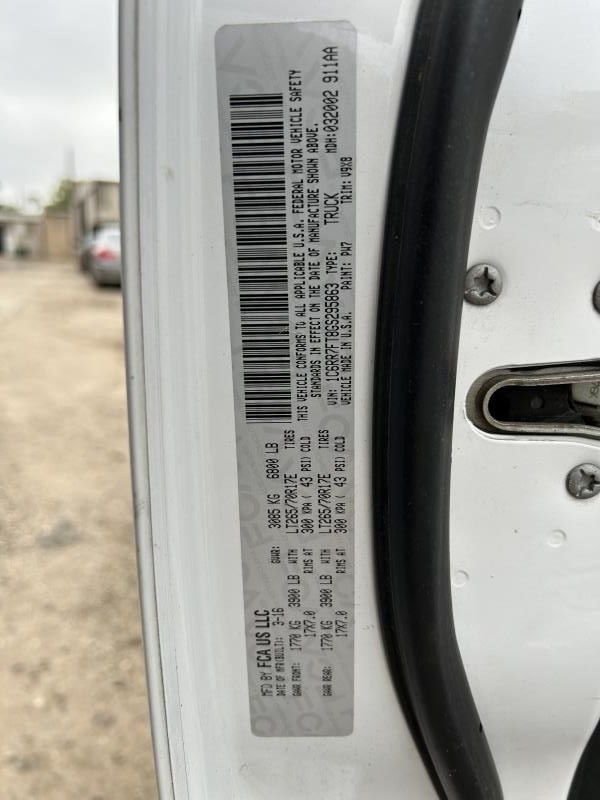 MFD BY FCA US LLC
DATE OF MFR(BUILT): 3-16 GVWR: 3085 KG 6800 LB
GAWR FRONT: 1770 KG 3900 LB WITH LT265/70R17E TIRES
17X7.0 RIMS AT 300 KPA ( 43 PSI) COLD
GAWR REAR: 1770 KG 3900 LB WITH LT265/70R17E TIRES
17X7.0 RIMS AT 300 KPA ( 43 PSI) COLD
THIS VEHICLE CONFORMS TO ALL APPLICABLE U.S.A. FEDERAL MOTOR VEHICLE SAFETY
STANDARDS IN EFFECT ON THE DATE OF MANUFACTURE SHOWN ABOVE.
VIN: 1C6RR7FT8GS295863 TYPE: TRUCK MDH:032002 911AA
VEHICLE MADE IN U.S.A. PAINT: PW7 TRIM: V9X8